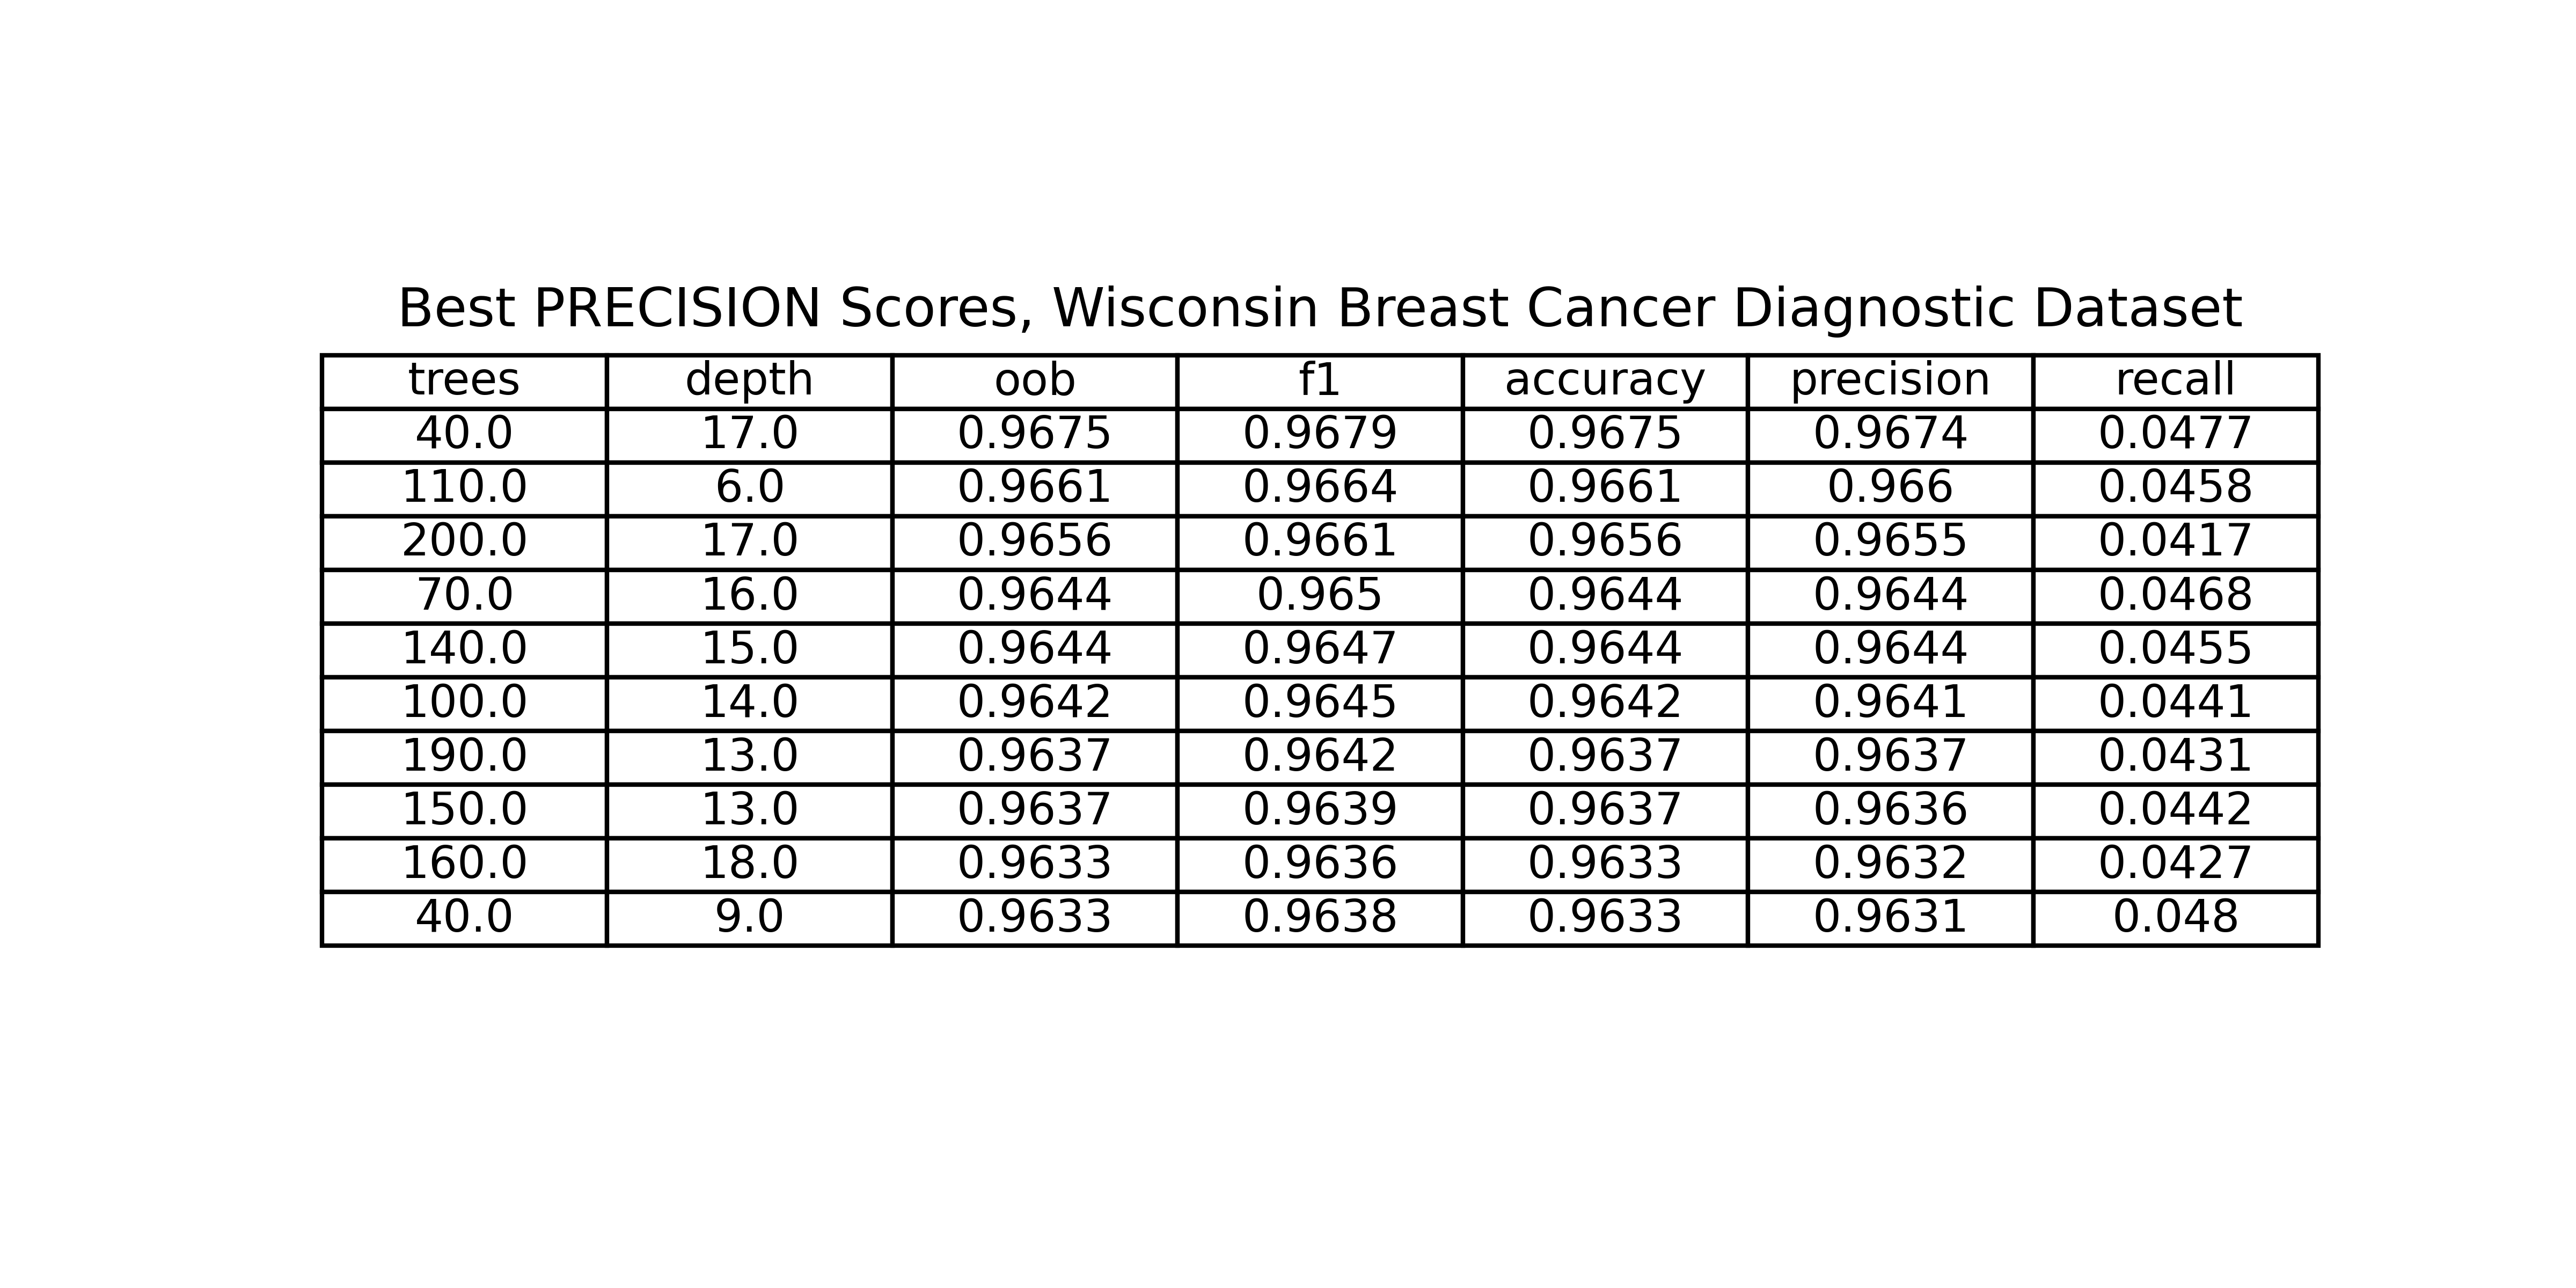 Best PRECISION Scores, Wisconsin Breast Cancer Diagnostic Dataset
trees depth oob f1 accuracy precision recall
40.0 17.0 0.9675 0.9679 0.9675 0.9674 0.0477
110.0 6.0 0.9661 0.9664 0.9661 0.966 0.0458
200.0 17.0 0.9656 0.9661 0.9656 0.9655 0.0417
70.0 16.0 0.9644 0.965 0.9644 0.9644 0.0468
140.0 15.0 0.9644 0.9647 0.9644 0.9644 0.0455
100.0 14.0 0.9642 0.9645 0.9642 0.9641 0.0441
190.0 13.0 0.9637 0.9642 0.9637 0.9637 0.0431
150.0 13.0 0.9637 0.9639 0.9637 0.9636 0.0442
160.0 18.0 0.9633 0.9636 0.9633 0.9632 0.0427
40.0 9.0 0.9633 0.9638 0.9633 0.9631 0.048